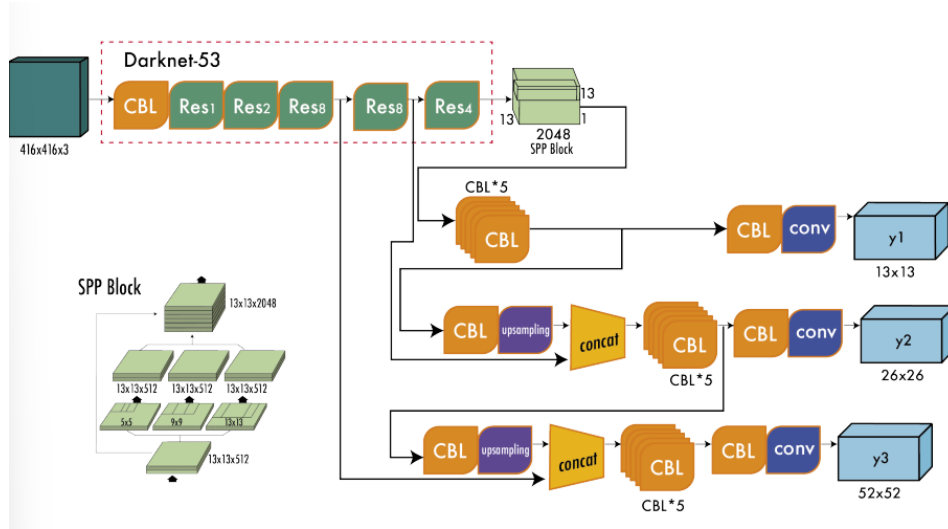 Darknet-53
CBL
Res1
Res2
Res8
Res8
Res4
13
13
1
2048
SPP Block
416x416x3
CBL*5
CBL
CBL
conv
y1
13x13
SPP Block
13x13x2048
13x13x512
13x13x512
13x13x512
5x5
9x9
13x13
13x13x512
CBL
upsampling
concat
CBL
CBL*5
CBL
conv
y2
26x26
CBL
upsampling
concat
CBL
CBL*5
CBL
conv
y3
52x52